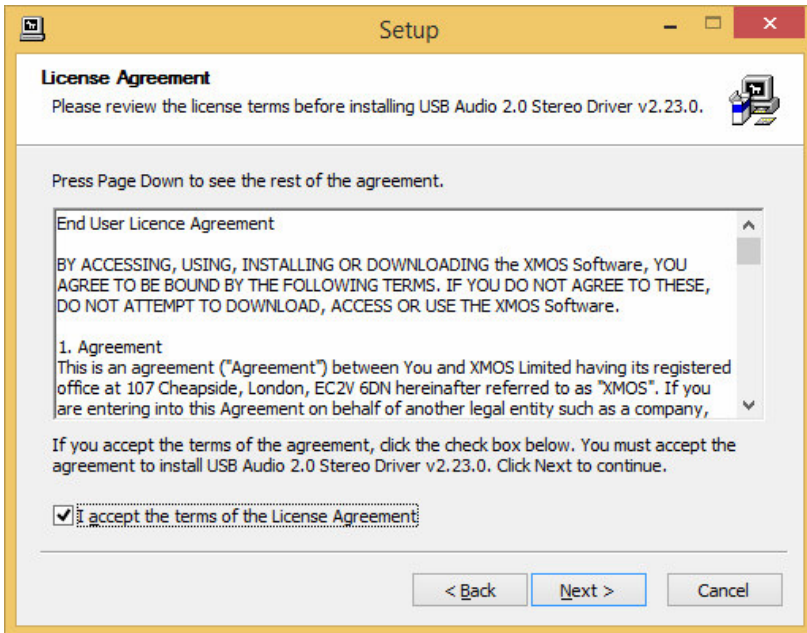 Setup
License Agreement
Please review the license terms before installing USB Audio 2.0 Stereo Driver v2.23.0.
Press Page Down to see the rest of the agreement.
End User Licence Agreement
BY ACCESSING, USING, INSTALLING OR DOWNLOADING the XMOS Software, YOU
AGREE TO BE BOUND BY THE FOLLOWING TERMS. IF YOU DO NOT AGREE TO THESE,
DO NOT ATTEMPT TO DOWNLOAD, ACCESS OR USE THE XMOS Software.
1. Agreement
This is an agreement ("Agreement") between You and XMOS Limited having its registered
office at 107 Cheapside, London, EC2V 6DN hereinafter referred to as "XMOS". If you
are entering into this Agreement on behalf of another legal entity such as a company,
If you accept the terms of the agreement, click the check box below. You must accept the
agreement to install USB Audio 2.0 Stereo Driver v2.23.0. Click Next to continue.
I accept the terms of the License Agreement
< Back Next > Cancel